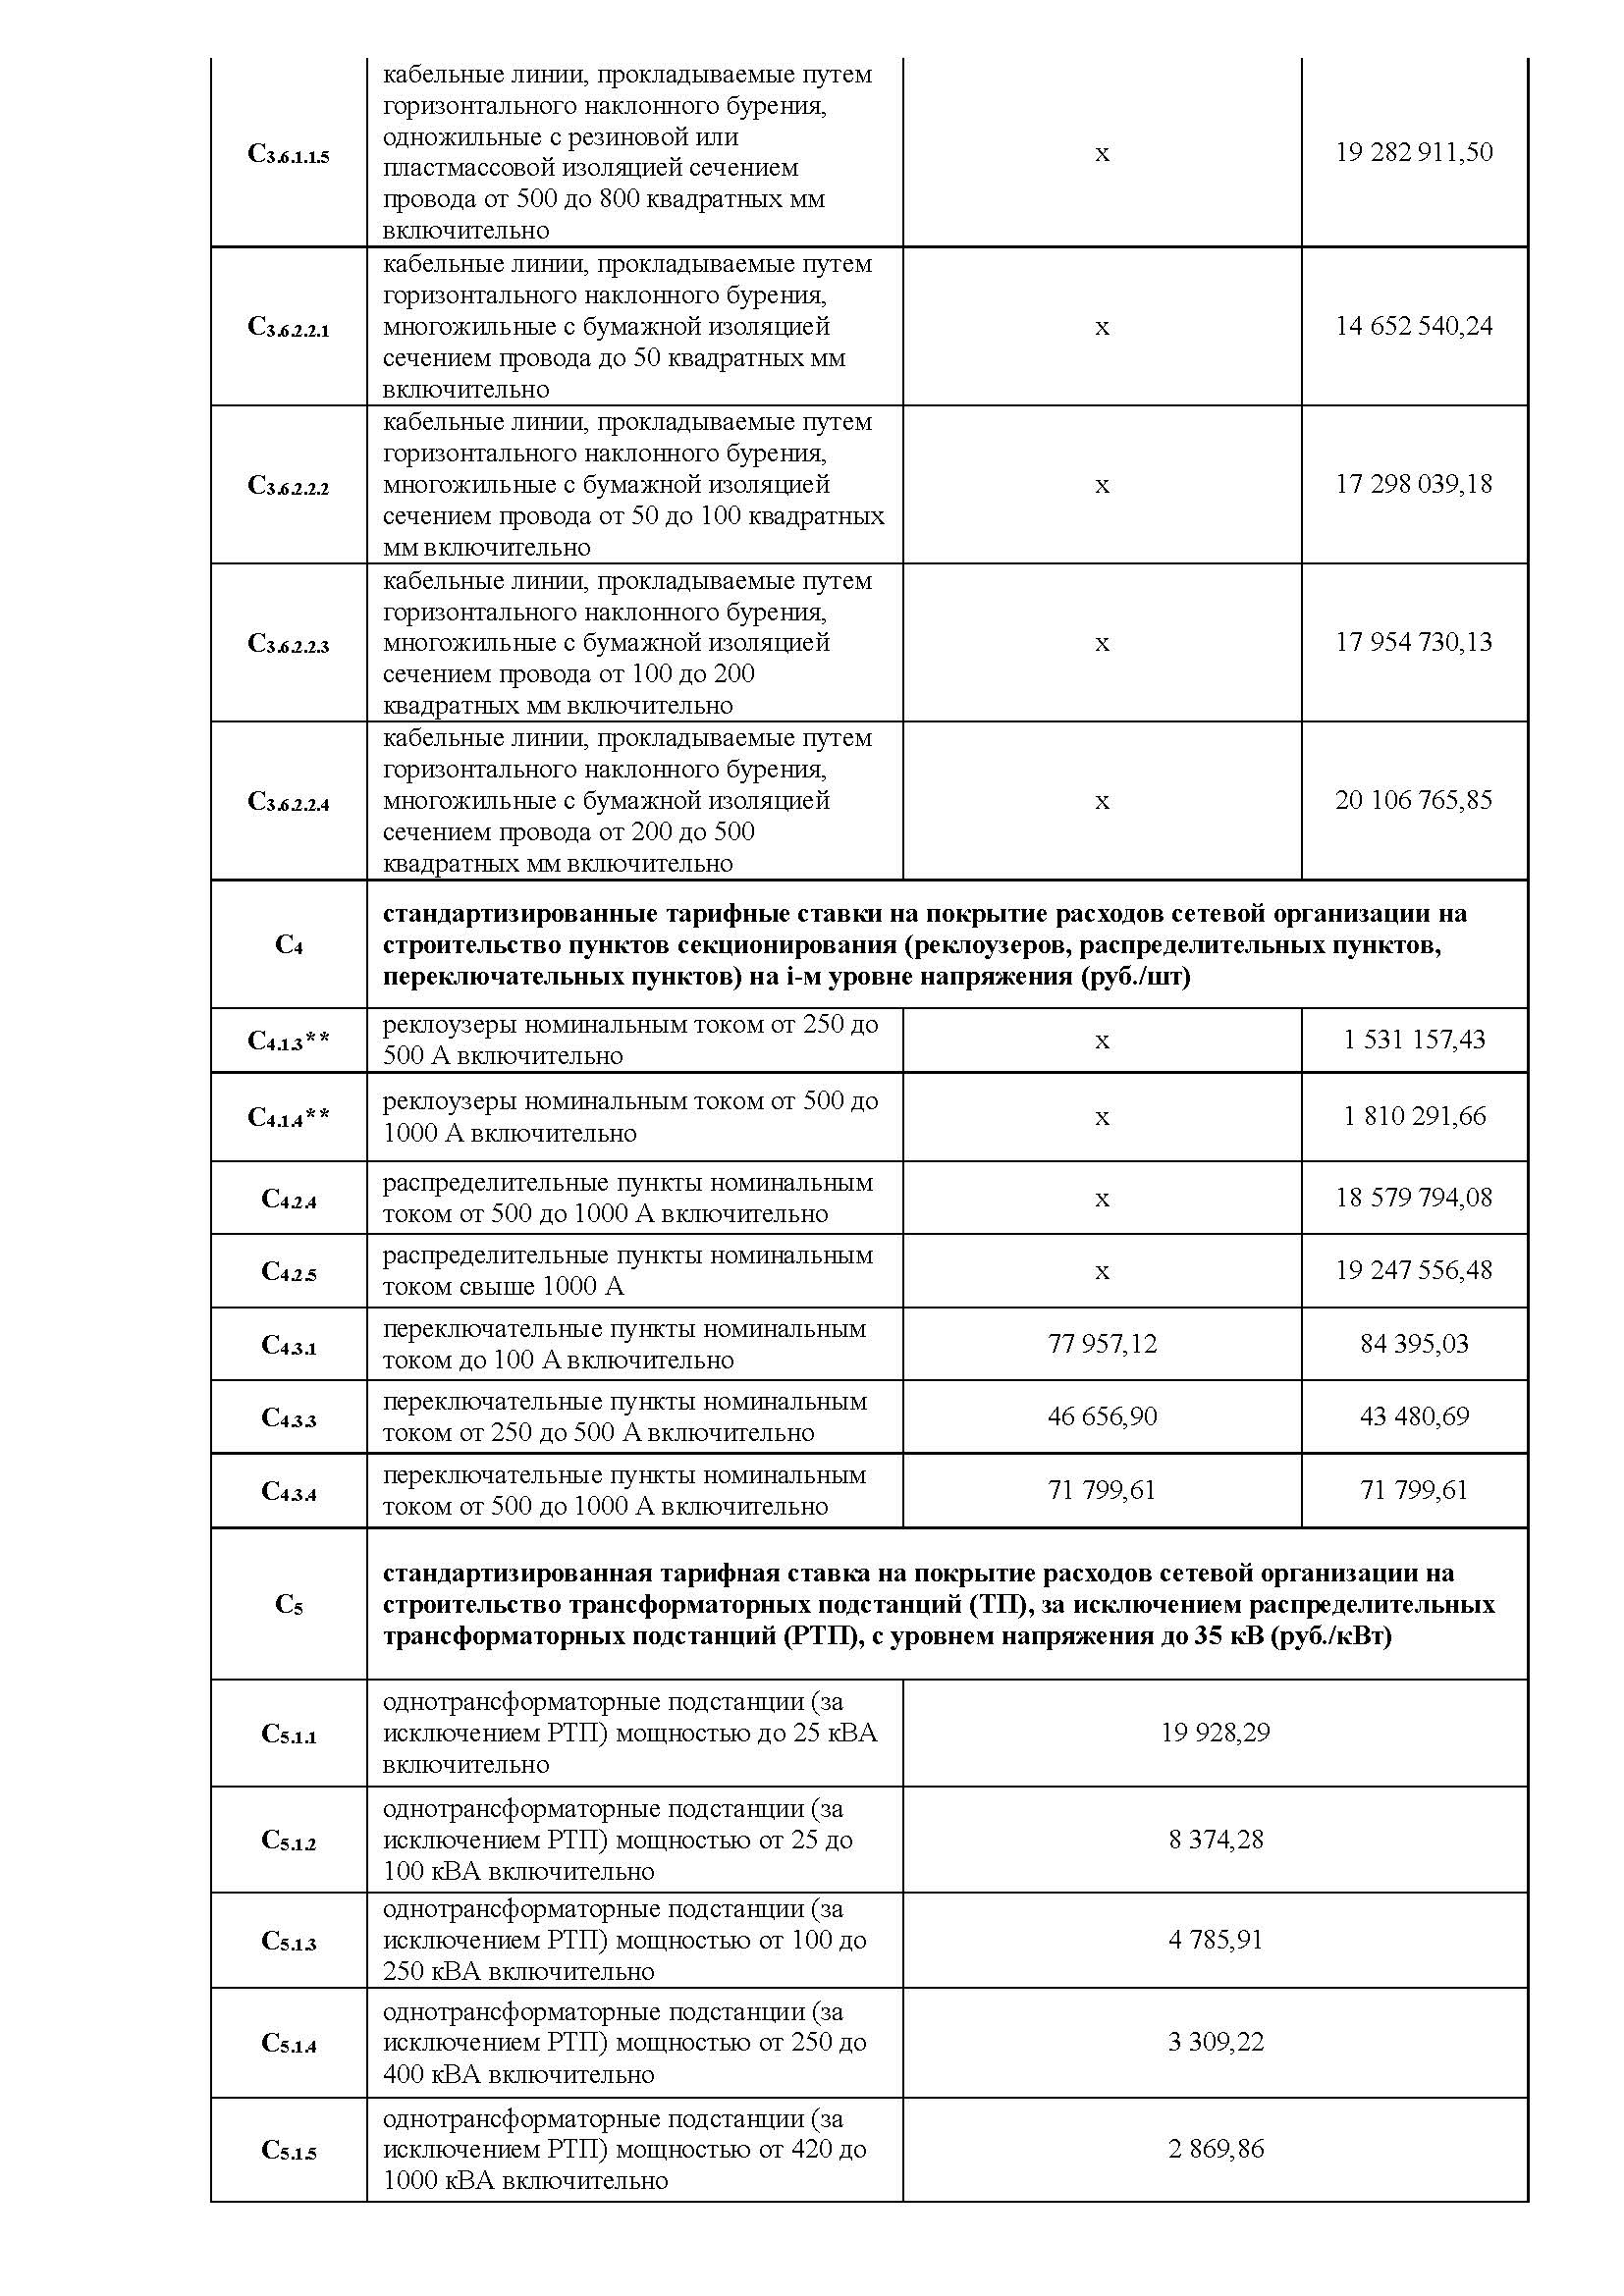 кабельные линии, прокладываемые путем
горизонтального наклонного бурения,
одножильные с резиновой или
C3.6.1.1.5 пластмассовой изоляцией сечением x 19 282 911,50
провода от 500 до 800 квадратных мм
включительно
кабельные линии, прокладываемые путем
горизонтального наклонного бурения,
C3.6.2.2.1 многожильные с бумажной изоляцией x 14 652 540,24
сечением провода до 50 квадратных мм
включительно
кабельные линии, прокладываемые путем
горизонтального наклонного бурения,
C3.6.2.2.2 многожильные с бумажной изоляцией x 17 298 039,18
сечением провода от 50 до 100 квадратных
мм включительно
кабельные линии, прокладываемые путем
горизонтального наклонного бурения,
C3.6.2.2.3 многожильные с бумажной изоляцией x 17 954 730,13
сечением провода от 100 до 200
квадратных мм включительно
кабельные линии, прокладываемые путем
горизонтального наклонного бурения,
C3.6.2.2.4 многожильные с бумажной изоляцией x 20 106 765,85
сечением провода от 200 до 500
квадратных мм включительно
стандартизированные тарифные ставки на покрытие расходов сетевой организации на
C4 строительство пунктов секционирования (реклоузеров, распределительных пунктов,
переключательных пунктов) на i-м уровне напряжения (руб./шт)
C4.1.3** реклоузеры номинальным током от 250 до x 1 531 157,43
500 А включительно
C4.1.4** реклоузеры номинальным током от 500 до x 1 810 291,66
1000 А включительно
C4.2.4 распределительные пункты номинальным x 18 579 794,08
током от 500 до 1000 А включительно
C4.2.5 распределительные пункты номинальным x 19 247 556,48
током свыше 1000 А
C4.3.1 переключательные пункты номинальным 77 957,12 84 395,03
током до 100 А включительно
C4.3.3 переключательные пункты номинальным 46 656,90 43 480,69
током от 250 до 500 А включительно
C4.3.4 переключательные пункты номинальным 71 799,61 71 799,61
током от 500 до 1000 А включительно
стандартизированная тарифная ставка на покрытие расходов сетевой организации на
C5 строительство трансформаторных подстанций (ТП), за исключением распределительных
трансформаторных подстанций (РТП), с уровнем напряжения до 35 кВ (руб./кВт)
однотрансформаторные подстанции (за
C5.1.1 исключением РТП) мощностью до 25 кВА 19 928,29
включительно
однотрансформаторные подстанции (за
C5.1.2 исключением РТП) мощностью от 25 до 8 374,28
100 кВА включительно
однотрансформаторные подстанции (за
C5.1.3 исключением РТП) мощностью от 100 до 4 785,91
250 кВА включительно
однотрансформаторные подстанции (за
C5.1.4 исключением РТП) мощностью от 250 до 3 309,22
400 кВА включительно
однотрансформаторные подстанции (за
C5.1.5 исключением РТП) мощностью от 420 до 2 869,86
1000 кВА включительно